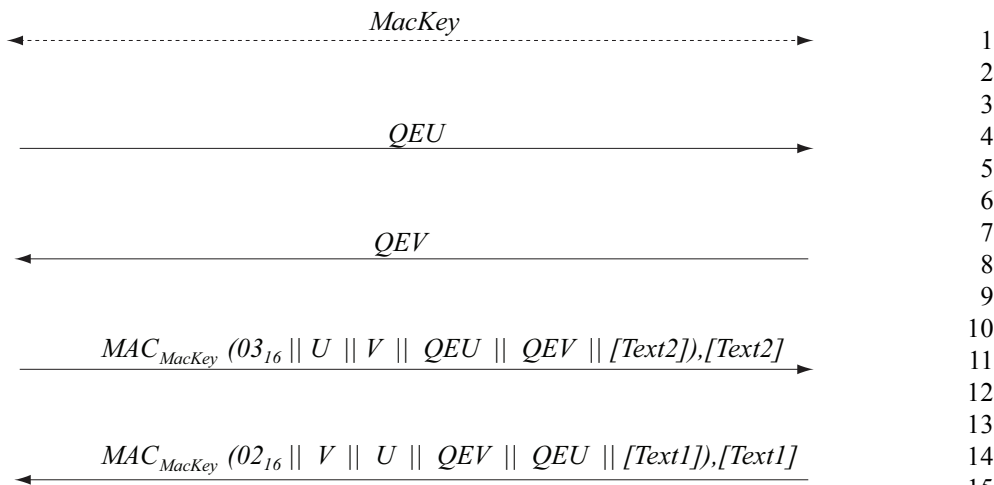 MacKey
1
2
3
QEU 4
5
6
QEV 7
8
9
10
MAC_MacKey (03_16 || U || V || QEU || QEV || [Text2]),[Text2] 11
12
13
MAC_MacKey (02_16 || V || U || QEV || QEU || [Text1]),[Text1] 14
15